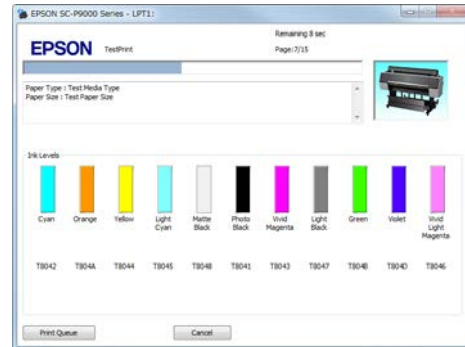 EPSON SC-P9000 Series - LPT1:
Remaining 8 sec
EPSON TestPrint Page:7/15
Paper Type : Test Media Type
Paper Size : Test Paper Size
Ink Levels
Cyan Orange Yellow Light Cyan Matte Black Photo Black Vivid Magenta Light Black Green Violet Vivid Light Magenta
T8042 T804A T8044 T8045 T8048 T8041 T8043 T8047 T804B T804D T8046
Print Queue Cancel